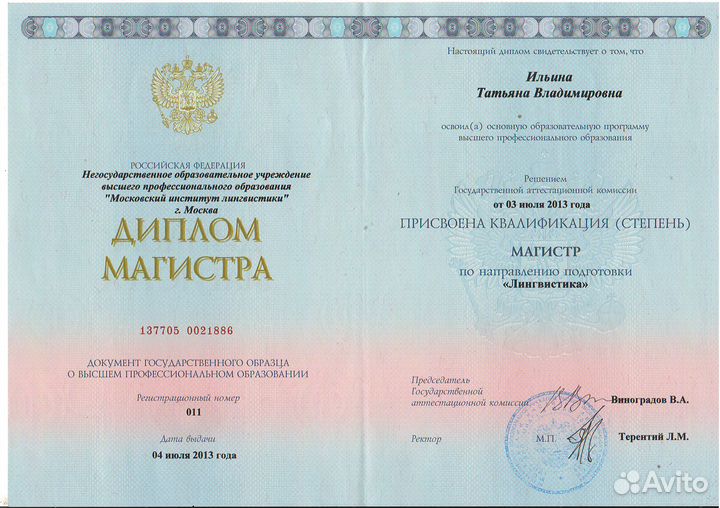 РОССИЙСКАЯ ФЕДЕРАЦИЯ
Негосударственное образовательное учреждение
высшего профессионального образования
"Московский институт лингвистики"
г. Москва
ДИПЛОМ
МАГИСТРА
137705 0021886
ДОКУМЕНТ ГОСУДАРСТВЕННОГО ОБРАЗЦА
О ВЫСШЕМ ПРОФЕССИОНАЛЬНОМ ОБРАЗОВАНИИ
Регистрационный номер
011
Дата выдачи
04 июля 2013 года
Настоящий диплом свидетельствует о том, что
Ильина
Татьяна Владимировна
освоил(а) основную образовательную программу
высшего профессионального образования
Решением
Государственной аттестационной комиссии
от 03 июля 2013 года
ПРИСВОЕНА КВАЛИФИКАЦИЯ (СТЕПЕНЬ)
МАГИСТР
по направлению подготовки
«Лингвистика»
Председатель
Государственной
аттестационной комиссии
Виноградов В.А.
Ректор
М.П.
Терентий Л.М.
Avito